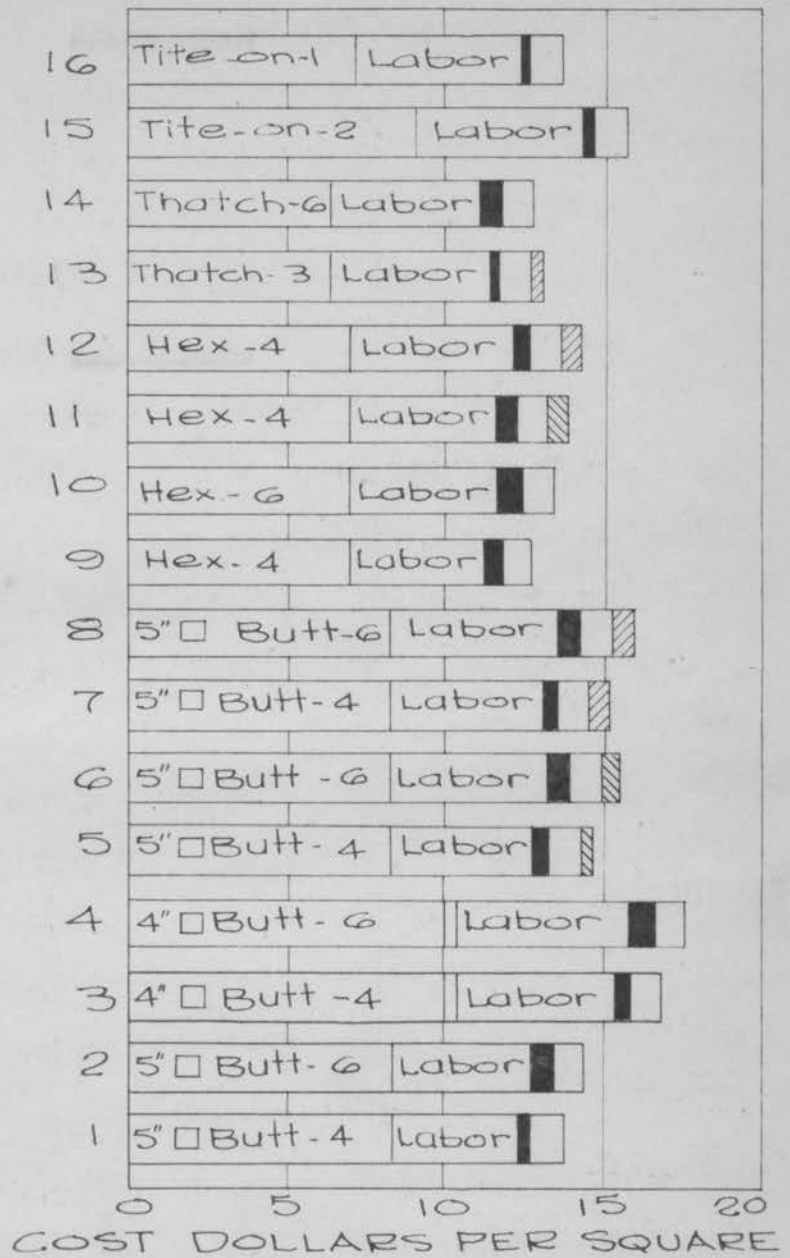 16 Tite-on-1 Labor
15 Tite-on-2 Labor
14 Thatch-6 Labor
13 Thatch-3 Labor
12 Hex-4 Labor
11 Hex-4 Labor
10 Hex-6 Labor
9 Hex-4 Labor
8 5"□ Butt-6 Labor
7 5"□ Butt-4 Labor
6 5"□ Butt-6 Labor
5 5"□ Butt-4 Labor
4 4"□ Butt-6 Labor
3 4"□ Butt-4 Labor
2 5"□ Butt-6 Labor
1 5"□ Butt-4 Labor
0 5 10 15 20
COST DOLLARS PER SQUARE